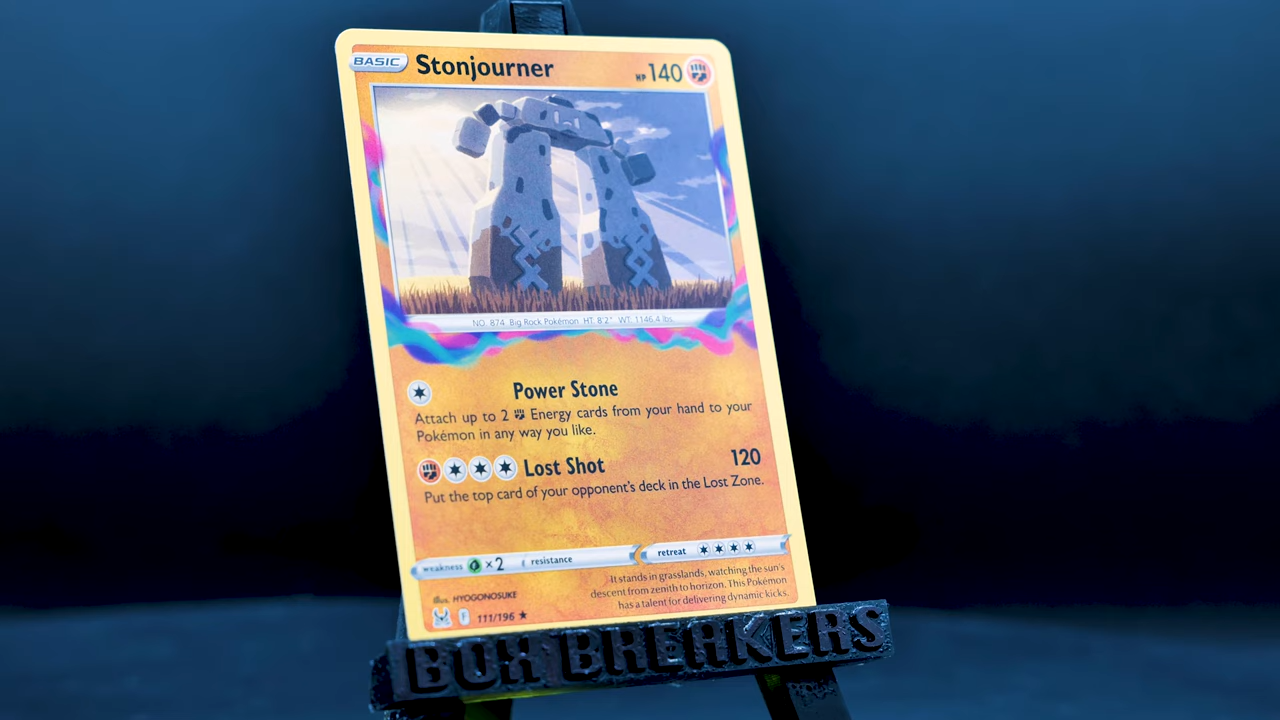 BASIC Stonjourner HP 140
NO. 874 Big Rock Pokémon HT: 8'2" WT: 1146.4 lbs.
Power Stone
Attach up to 2 Energy cards from your hand to your
Pokémon in any way you like.
Lost Shot 120
Put the top card of your opponent's deck in the Lost Zone.
weakness ×2 resistance retreat
It stands in grasslands, watching the sun's
descent from zenith to horizon. This Pokémon
has a talent for delivering dynamic kicks.
illus. HYOGONOSUKE
F 111/196 ★
BOX BREAKERS